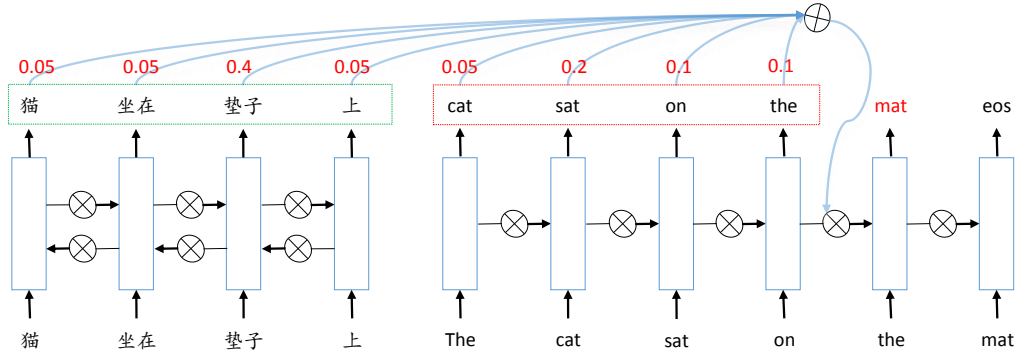 0.05 0.05 0.4 0.05 0.05 0.2 0.1 0.1
猫 坐在 垫子 上 cat sat on the mat eos
猫 坐在 垫子 上 The cat sat on the mat